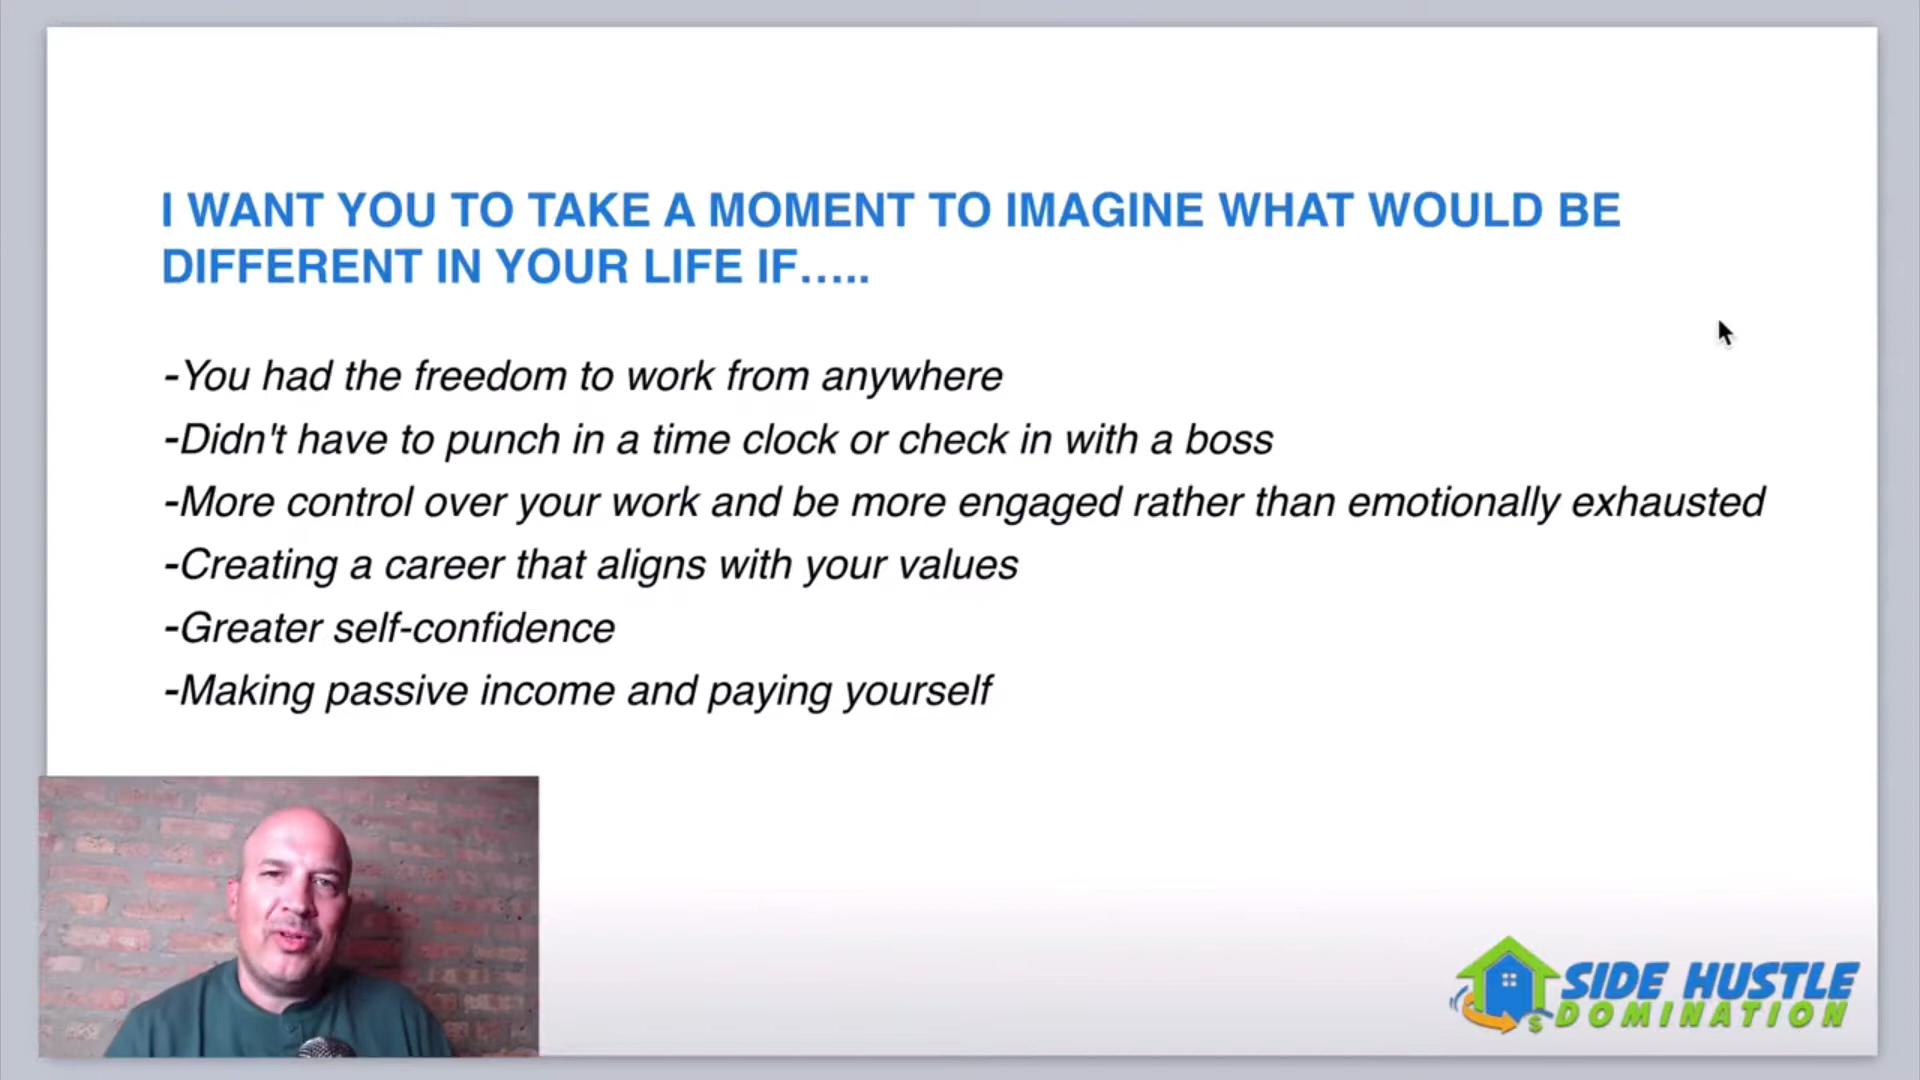 I WANT YOU TO TAKE A MOMENT TO IMAGINE WHAT WOULD BE
DIFFERENT IN YOUR LIFE IF.....
-You had the freedom to work from anywhere
-Didn't have to punch in a time clock or check in with a boss
-More control over your work and be more engaged rather than emotionally exhausted
-Creating a career that aligns with your values
-Greater self-confidence
-Making passive income and paying yourself
SIDE HUSTLE
$ DOMINATION